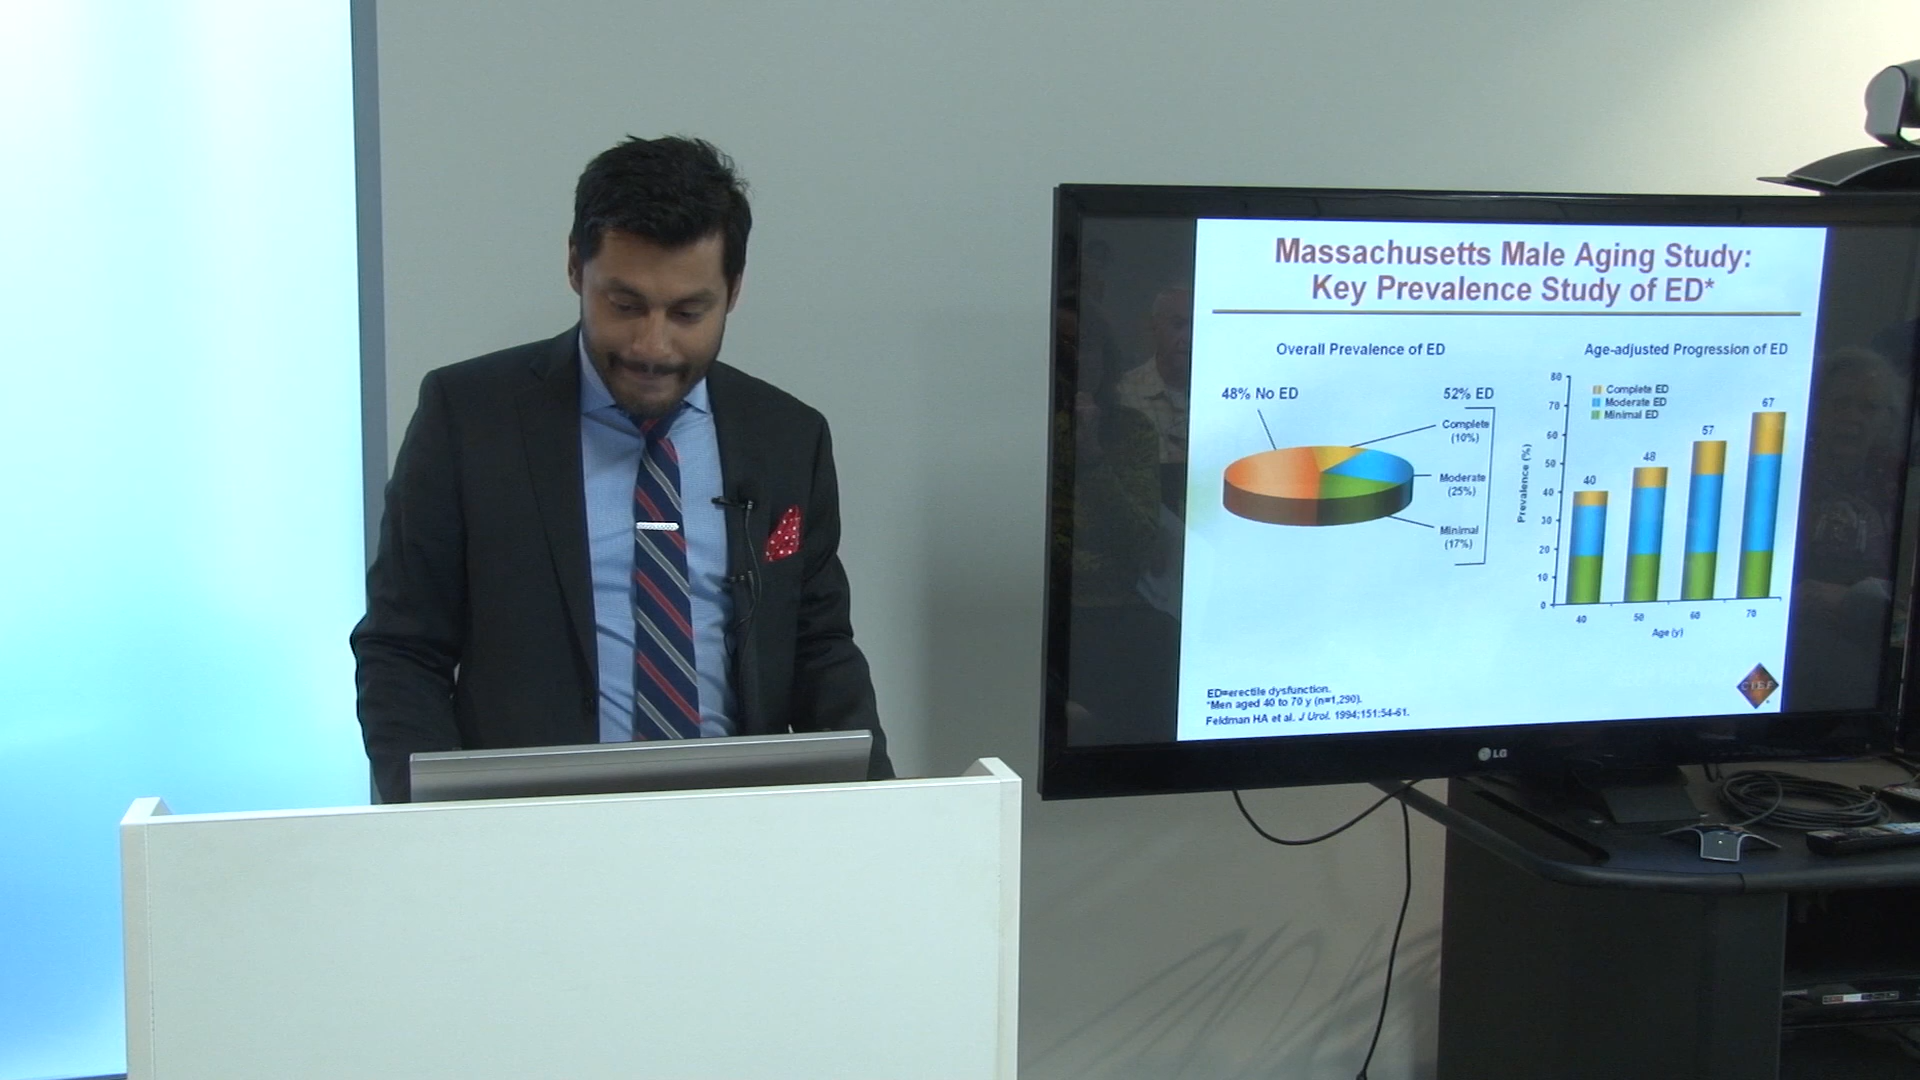 Massachusetts Male Aging Study:
Key Prevalence Study of ED*
Overall Prevalence of ED
48% No ED
52% ED
Complete
(10%)
Moderate
(25%)
Minimal
(17%)
Age-adjusted Progression of ED
Complete ED
Moderate ED
Minimal ED
Prevalence (%)
80
70
60
50
40
30
20
10
0
40
48
57
67
40
50
60
70
Age (y)
ED=erectile dysfunction.
*Men aged 40 to 70 y (n=1,290).
Feldman HA et al. J Urol. 1994;151:54-61.
LG